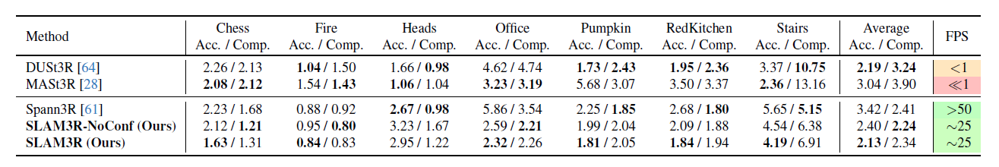 Method Chess Fire Heads Office Pumpkin RedKitchen Stairs Average FPS
Acc. / Comp. Acc. / Comp. Acc. / Comp. Acc. / Comp. Acc. / Comp. Acc. / Comp. Acc. / Comp. Acc. / Comp.
DUSt3R [64] 2.26 / 2.13 1.04 / 1.50 1.66 / 0.98 4.62 / 4.74 1.73 / 2.43 1.95 / 2.36 3.37 / 10.75 2.19 / 3.24 <1
MASt3R [28] 2.08 / 2.12 1.54 / 1.43 1.06 / 1.04 3.23 / 3.19 5.68 / 3.07 3.50 / 3.37 2.36 / 13.16 3.04 / 3.90 ≪1
Spann3R [61] 2.23 / 1.68 0.88 / 0.92 2.67 / 0.98 5.86 / 3.54 2.25 / 1.85 2.68 / 1.80 5.65 / 5.15 3.42 / 2.41 >50
SLAM3R-NoConf (Ours) 2.12 / 1.21 0.95 / 0.80 3.23 / 1.67 2.59 / 2.21 1.99 / 2.04 2.09 / 1.88 4.54 / 6.38 2.40 / 2.24 ∼25
SLAM3R (Ours) 1.63 / 1.31 0.84 / 0.83 2.95 / 1.22 2.32 / 2.26 1.81 / 2.05 1.84 / 1.94 4.19 / 6.91 2.13 / 2.34 ∼25